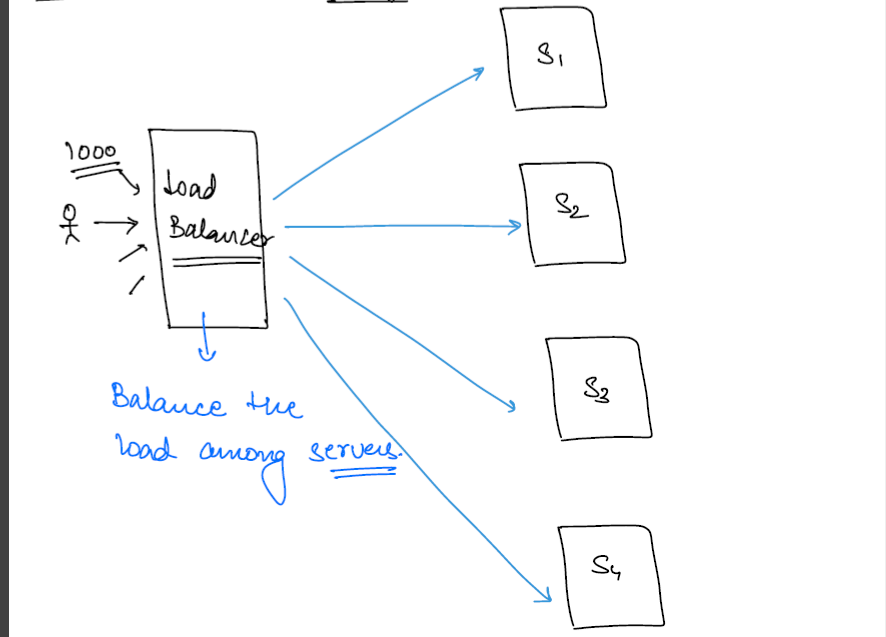 1000
Load
Balancer
Balance the
load among servers.
S1
S2
S3
S4